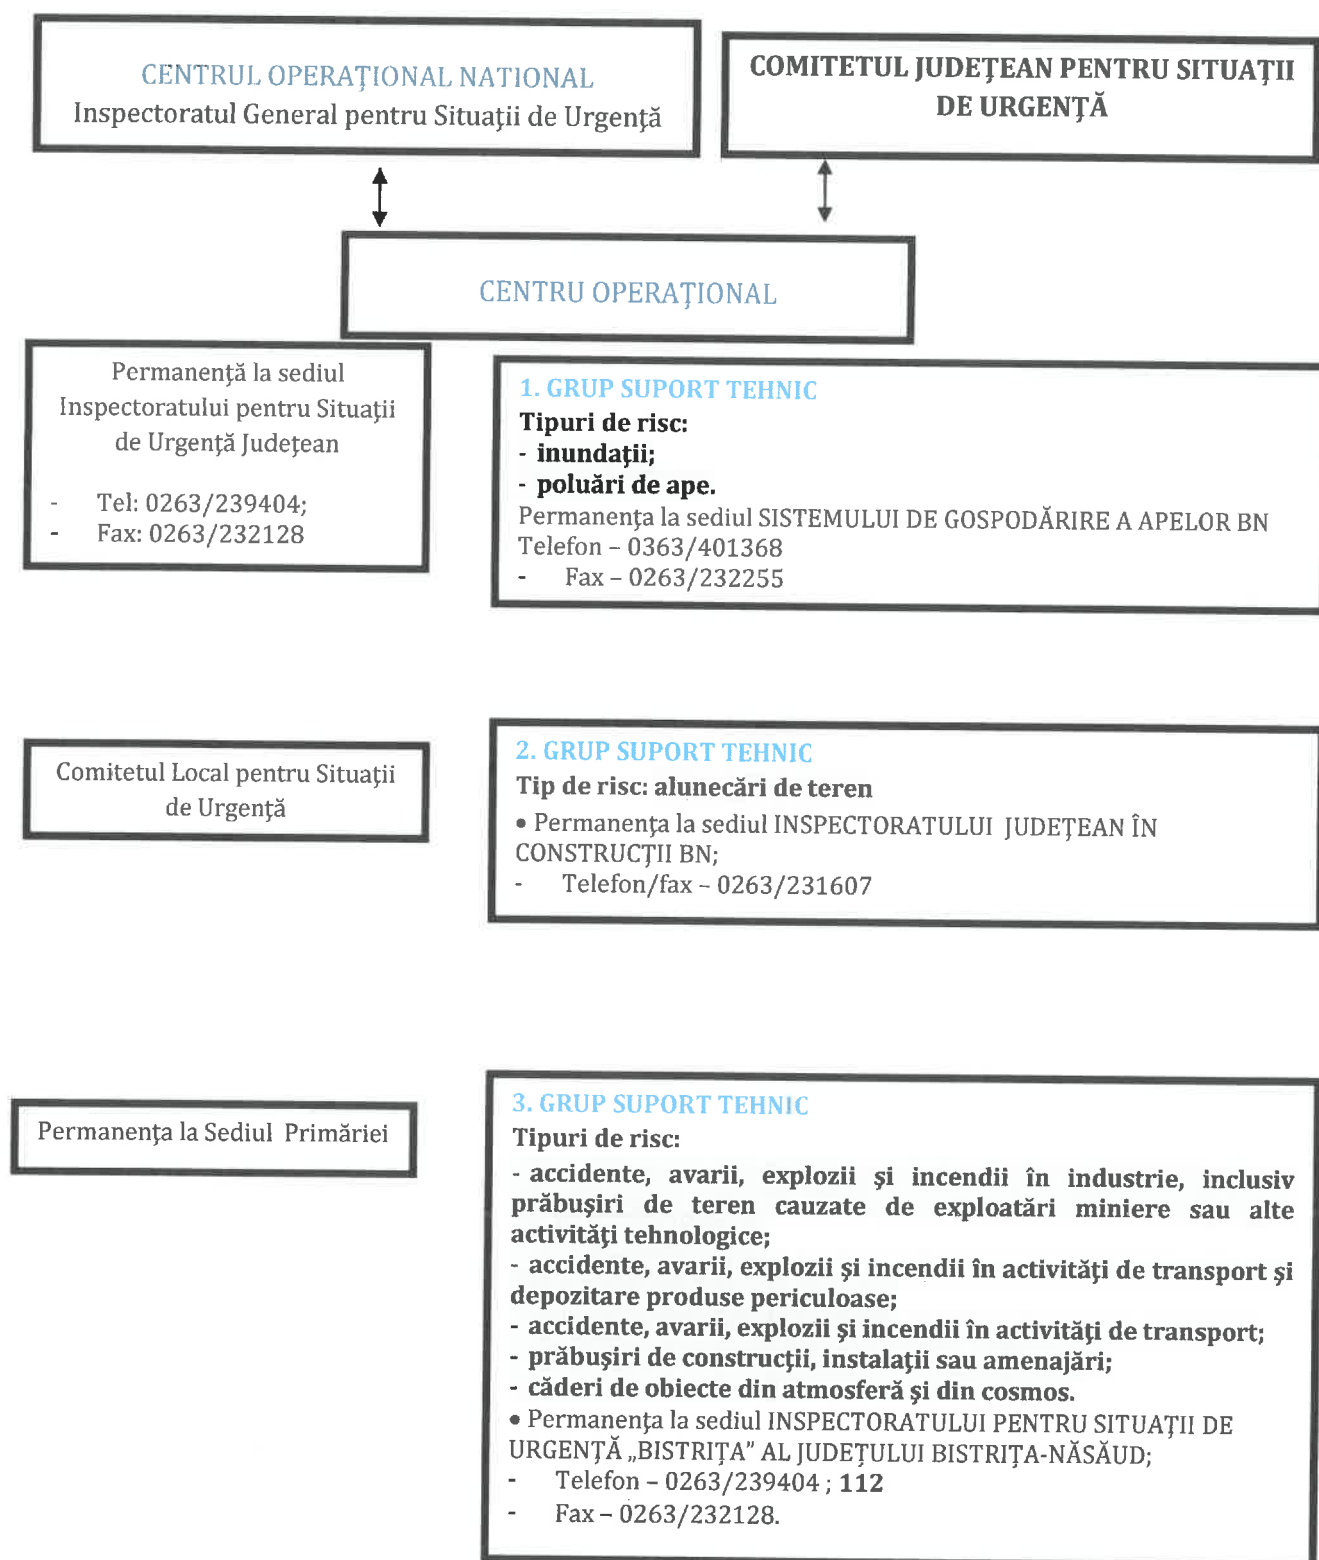 CENTRUL OPERAȚIONAL NATIONAL
Inspectoratul General pentru Situații de Urgență
COMITETUL JUDEȚEAN PENTRU SITUAȚII
DE URGENȚĂ
CENTRU OPERAȚIONAL
Permanență la sediul
Inspectoratului pentru Situații
de Urgență Județean
- Tel: 0263/239404;
- Fax: 0263/232128
1. GRUP SUPORT TEHNIC
Tipuri de risc:
- inundații;
- poluări de ape.
Permanența la sediul SISTEMULUI DE GOSPODĂRIRE A APELOR BN
Telefon – 0363/401368
- Fax – 0263/232255
Comitetul Local pentru Situații
de Urgență
2. GRUP SUPORT TEHNIC
Tip de risc: alunecări de teren
• Permanența la sediul INSPECTORATULUI JUDEȚEAN ÎN
CONSTRUCȚII BN;
- Telefon/fax – 0263/231607
Permanența la Sediul Primăriei
3. GRUP SUPORT TEHNIC
Tipuri de risc:
- accidente, avarii, explozii și incendii în industrie, inclusiv
prăbușiri de teren cauzate de exploatări miniere sau alte
activități tehnologice;
- accidente, avarii, explozii și incendii în activități de transport și
depozitare produse periculoase;
- accidente, avarii, explozii și incendii în activități de transport;
- prăbușiri de construcții, instalații sau amenajări;
- căderi de obiecte din atmosferă și din cosmos.
• Permanența la sediul INSPECTORATULUI PENTRU SITUAȚII DE
URGENȚĂ „BISTRIȚA” AL JUDEȚULUI BISTRIȚA-NĂSĂUD;
- Telefon – 0263/239404 ; 112
- Fax – 0263/232128.